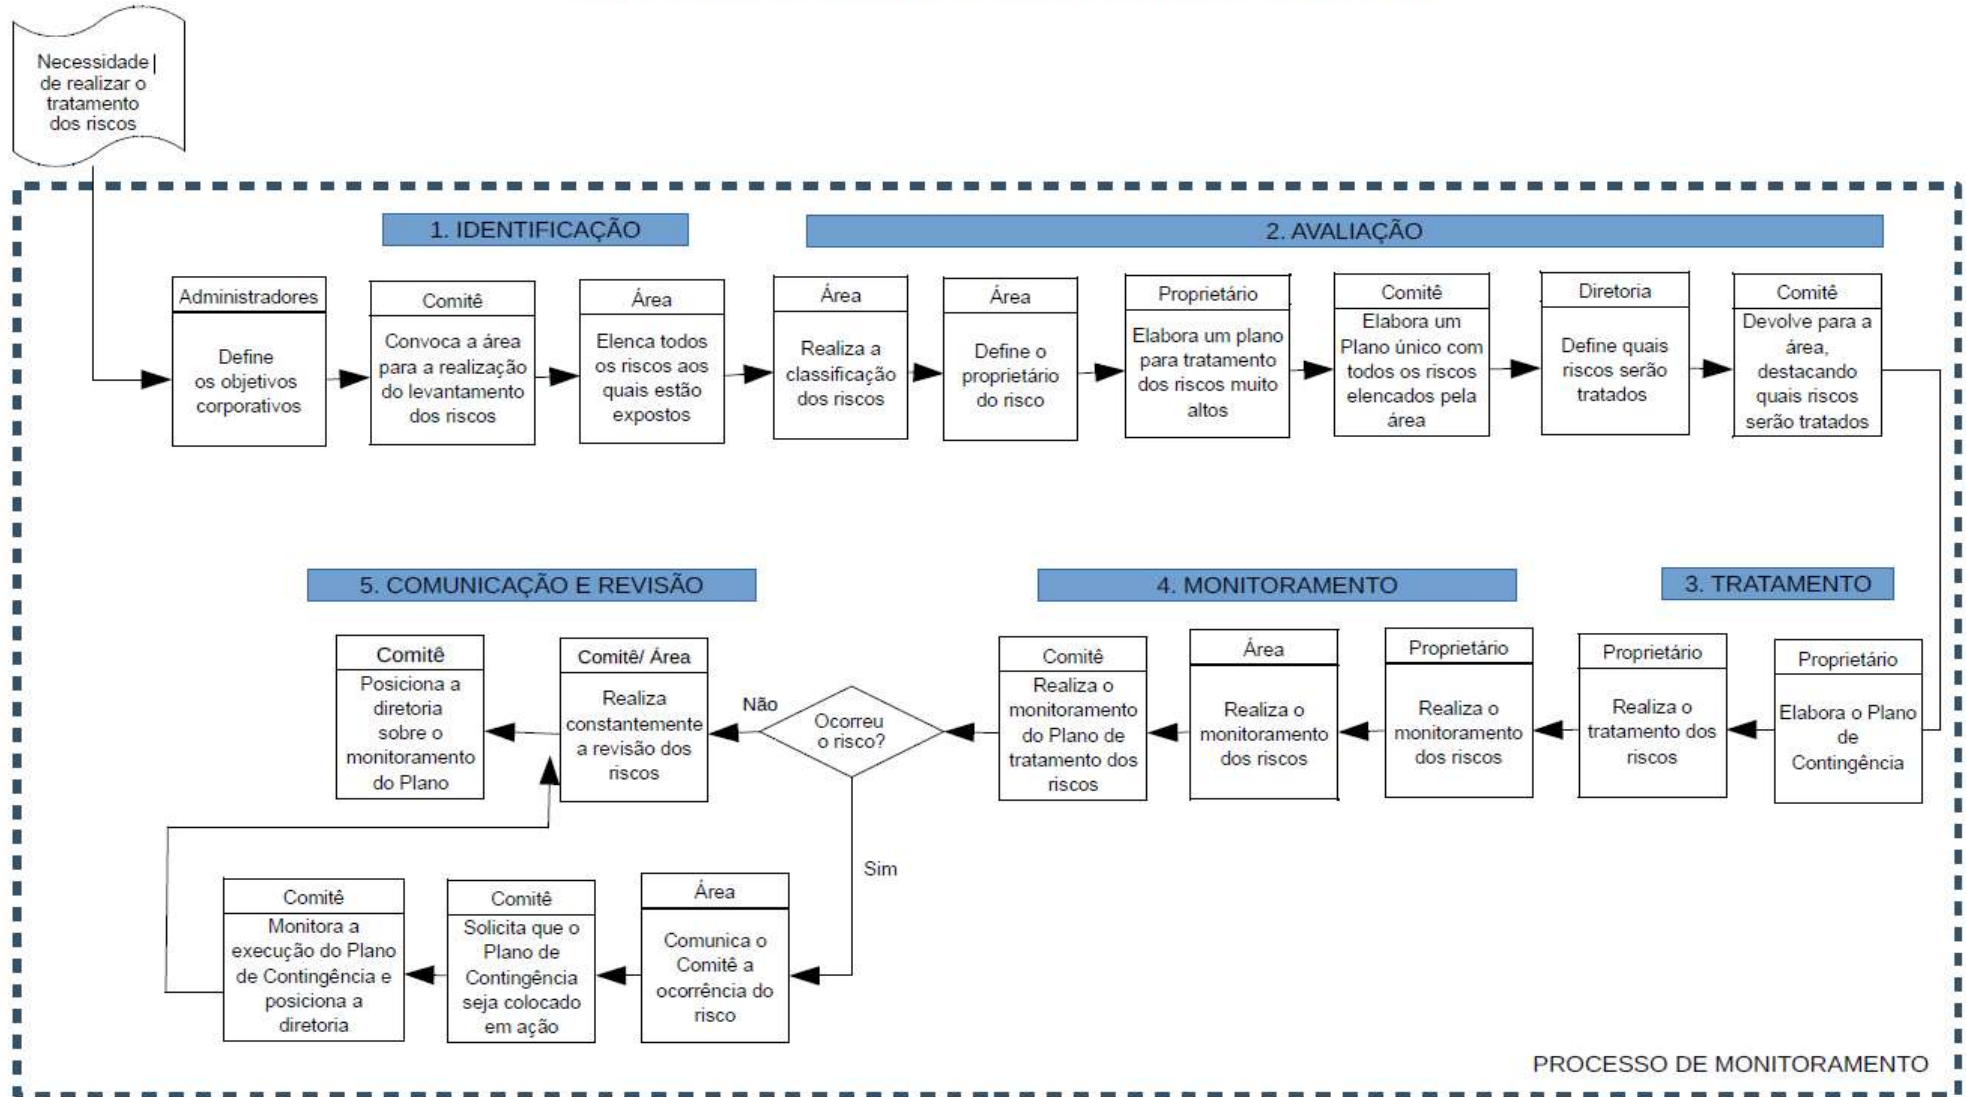 Necessidade
de realizar o
tratamento
dos riscos
1. IDENTIFICAÇÃO
2. AVALIAÇÃO
Administradores
Define
os objetivos
corporativos
Comitê
Convoca a área
para a realização
do levantamento
dos riscos
Área
Elenca todos
os riscos aos
quais estão
expostos
Área
Realiza a
classificação
dos riscos
Área
Define o
proprietário
do risco
Proprietário
Elabora um plano
para tratamento
dos riscos muito
altos
Comitê
Elabora um
Plano único com
todos os riscos
elencados pela
área
Diretoria
Define quais
riscos serão
tratados
Comitê
Devolve para a
área,
destacando
quais riscos
serão tratados
3. TRATAMENTO
Proprietário
Elabora o Plano
de
Contingência
Proprietário
Realiza o
tratamento dos
riscos
4. MONITORAMENTO
Proprietário
Realiza o
monitoramento
dos riscos
Área
Realiza o
monitoramento
dos riscos
Comitê
Realiza o
monitoramento
do Plano de
tratamento dos
riscos
Ocorreu
o risco?
Não
5. COMUNICAÇÃO E REVISÃO
Comitê/ Área
Realiza
constantemente
a revisão dos
riscos
Comitê
Posiciona a
diretoria
sobre o
monitoramento
do Plano
Sim
Área
Comunica o
Comitê a
ocorrência do
risco
Comitê
Solicita que o
Plano de
Contingência
seja colocado
em ação
Comitê
Monitora a
execução do Plano
de Contingência e
posiciona a
diretoria
PROCESSO DE MONITORAMENTO